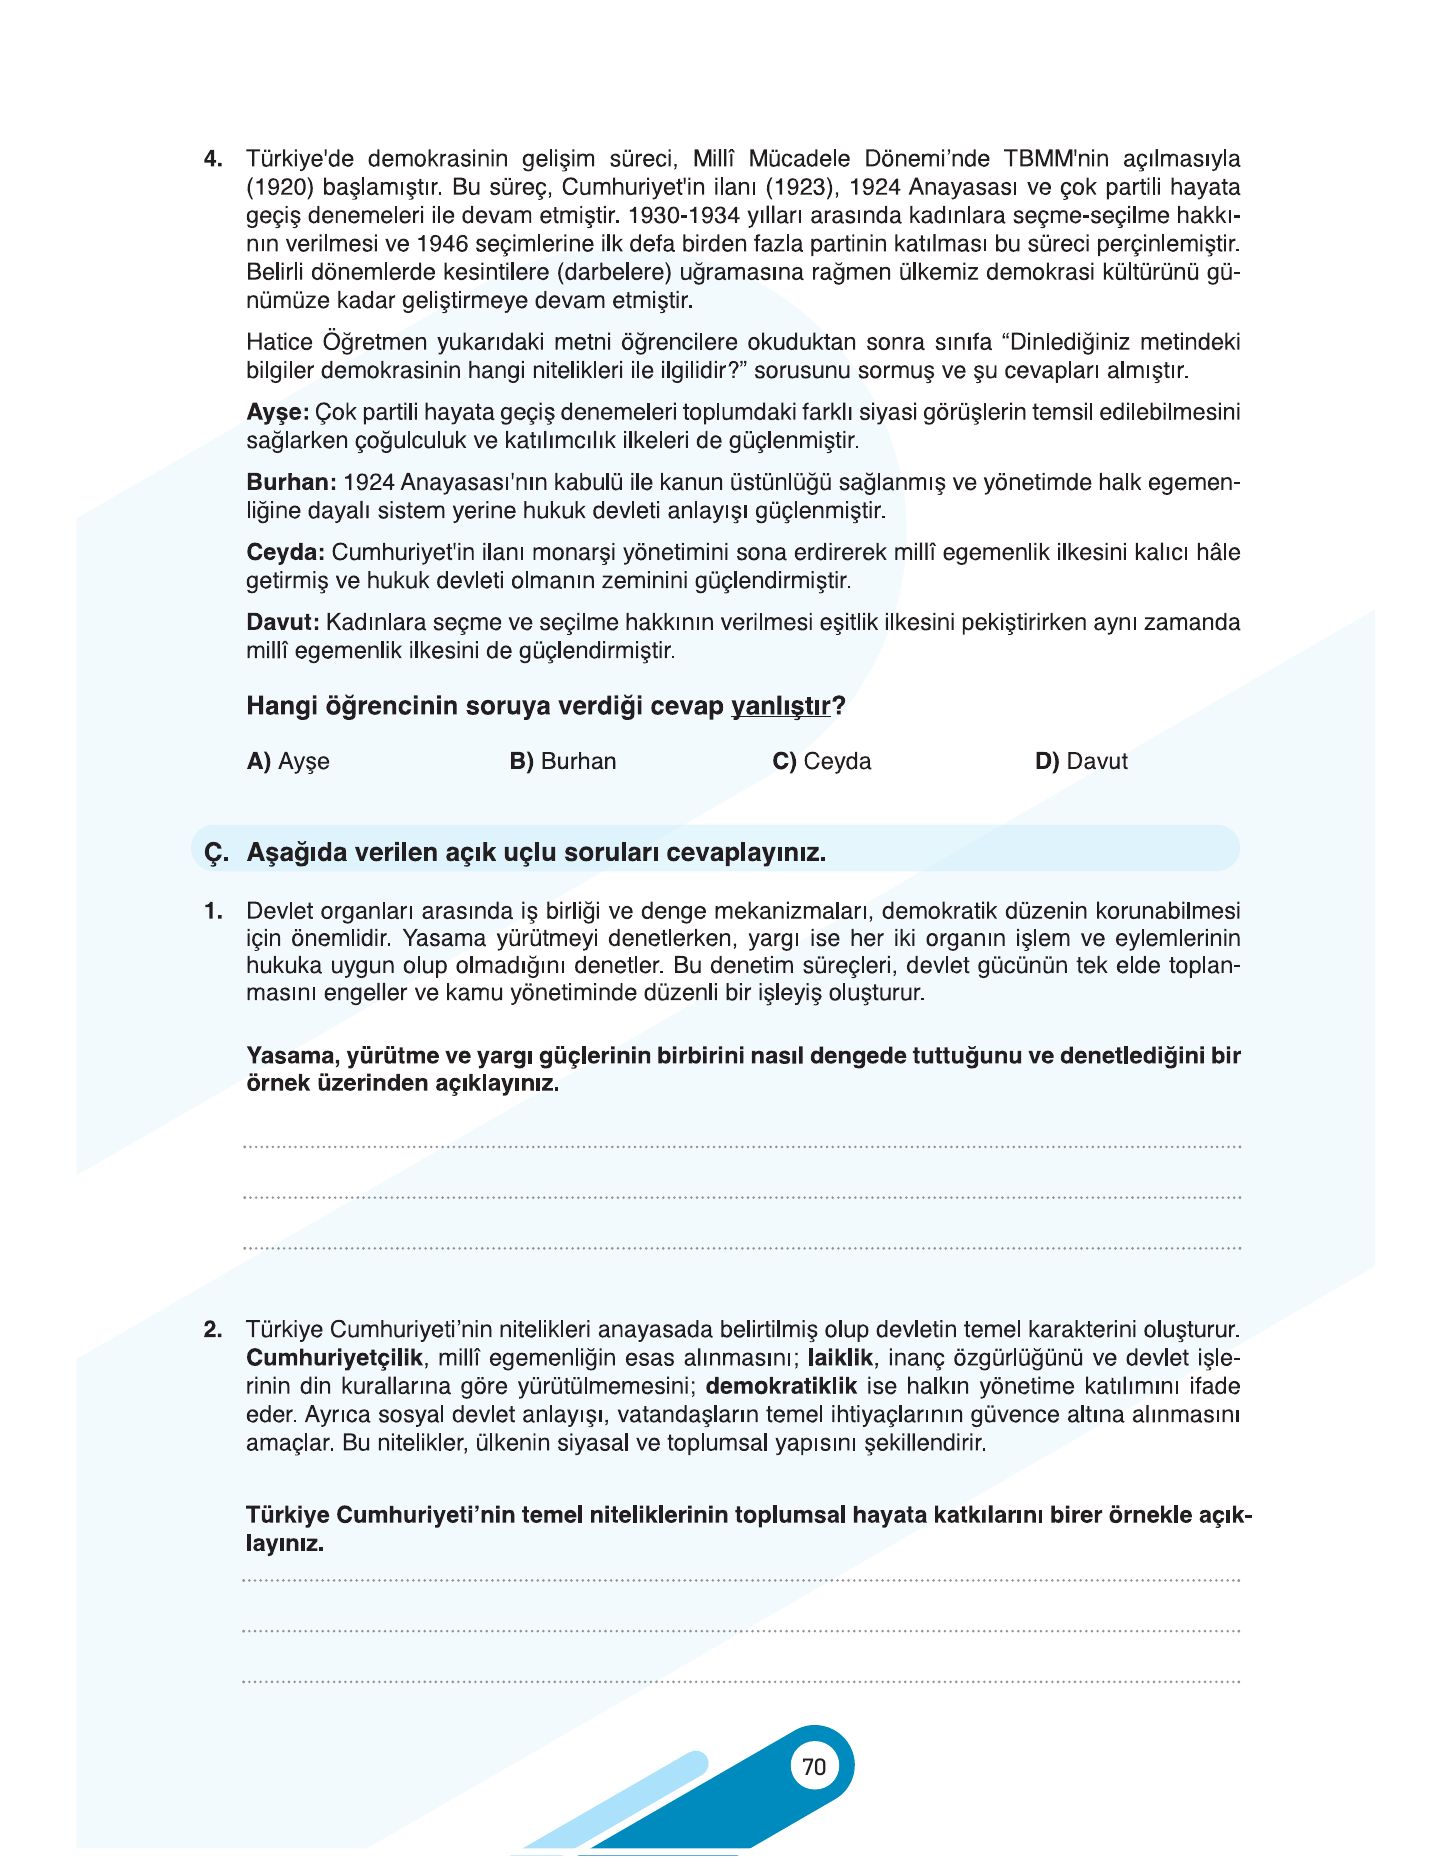 4. Türkiye'de demokrasinin gelişim süreci, Millî Mücadele Dönemi’nde TBMM'nin açılmasıyla
(1920) başlamıştır. Bu süreç, Cumhuriyet'in ilanı (1923), 1924 Anayasası ve çok partili hayata
geçiş denemeleri ile devam etmiştir. 1930-1934 yılları arasında kadınlara seçme-seçilme hakkı-
nın verilmesi ve 1946 seçimlerine ilk defa birden fazla partinin katılması bu süreci perçinlemiştir.
Belirli dönemlerde kesintilere (darbelere) uğramasına rağmen ülkemiz demokrasi kültürünü gü-
nümüze kadar geliştirmeye devam etmiştir.
Hatice Öğretmen yukarıdaki metni öğrencilere okuduktan sonra sınıfa “Dinlediğiniz metindeki
bilgiler demokrasinin hangi nitelikleri ile ilgilidir?” sorusunu sormuş ve şu cevapları almıştır.
Ayşe: Çok partili hayata geçiş denemeleri toplumdaki farklı siyasi görüşlerin temsil edilebilmesini
sağlarken çoğulculuk ve katılımcılık ilkeleri de güçlenmiştir.
Burhan: 1924 Anayasası'nın kabulü ile kanun üstünlüğü sağlanmış ve yönetimde halk egemen-
liğine dayalı sistem yerine hukuk devleti anlayışı güçlenmiştir.
Ceyda: Cumhuriyet'in ilanı monarşi yönetimini sona erdirerek millî egemenlik ilkesini kalıcı hâle
getirmiş ve hukuk devleti olmanın zeminini güçlendirmiştir.
Davut: Kadınlara seçme ve seçilme hakkının verilmesi eşitlik ilkesini pekiştirirken aynı zamanda
millî egemenlik ilkesini de güçlendirmiştir.
Hangi öğrencinin soruya verdiği cevap yanlıştır?
A) Ayşe B) Burhan C) Ceyda D) Davut
Ç. Aşağıda verilen açık uçlu soruları cevaplayınız.
1. Devlet organları arasında iş birliği ve denge mekanizmaları, demokratik düzenin korunabilmesi
için önemlidir. Yasama yürütmeyi denetlerken, yargı ise her iki organın işlem ve eylemlerinin
hukuka uygun olup olmadığını denetler. Bu denetim süreçleri, devlet gücünün tek elde toplan-
masını engeller ve kamu yönetiminde düzenli bir işleyiş oluşturur.
Yasama, yürütme ve yargı güçlerinin birbirini nasıl dengede tuttuğunu ve denetlediğini bir
örnek üzerinden açıklayınız.
2. Türkiye Cumhuriyeti’nin nitelikleri anayasada belirtilmiş olup devletin temel karakterini oluşturur.
Cumhuriyetçilik, millî egemenliğin esas alınmasını; laiklik, inanç özgürlüğünü ve devlet işle-
rinin din kurallarına göre yürütülmemesini; demokratiklik ise halkın yönetime katılımını ifade
eder. Ayrıca sosyal devlet anlayışı, vatandaşların temel ihtiyaçlarının güvence altına alınmasını
amaçlar. Bu nitelikler, ülkenin siyasal ve toplumsal yapısını şekillendirir.
Türkiye Cumhuriyeti’nin temel niteliklerinin toplumsal hayata katkılarını birer örnekle açık-
layınız.
70